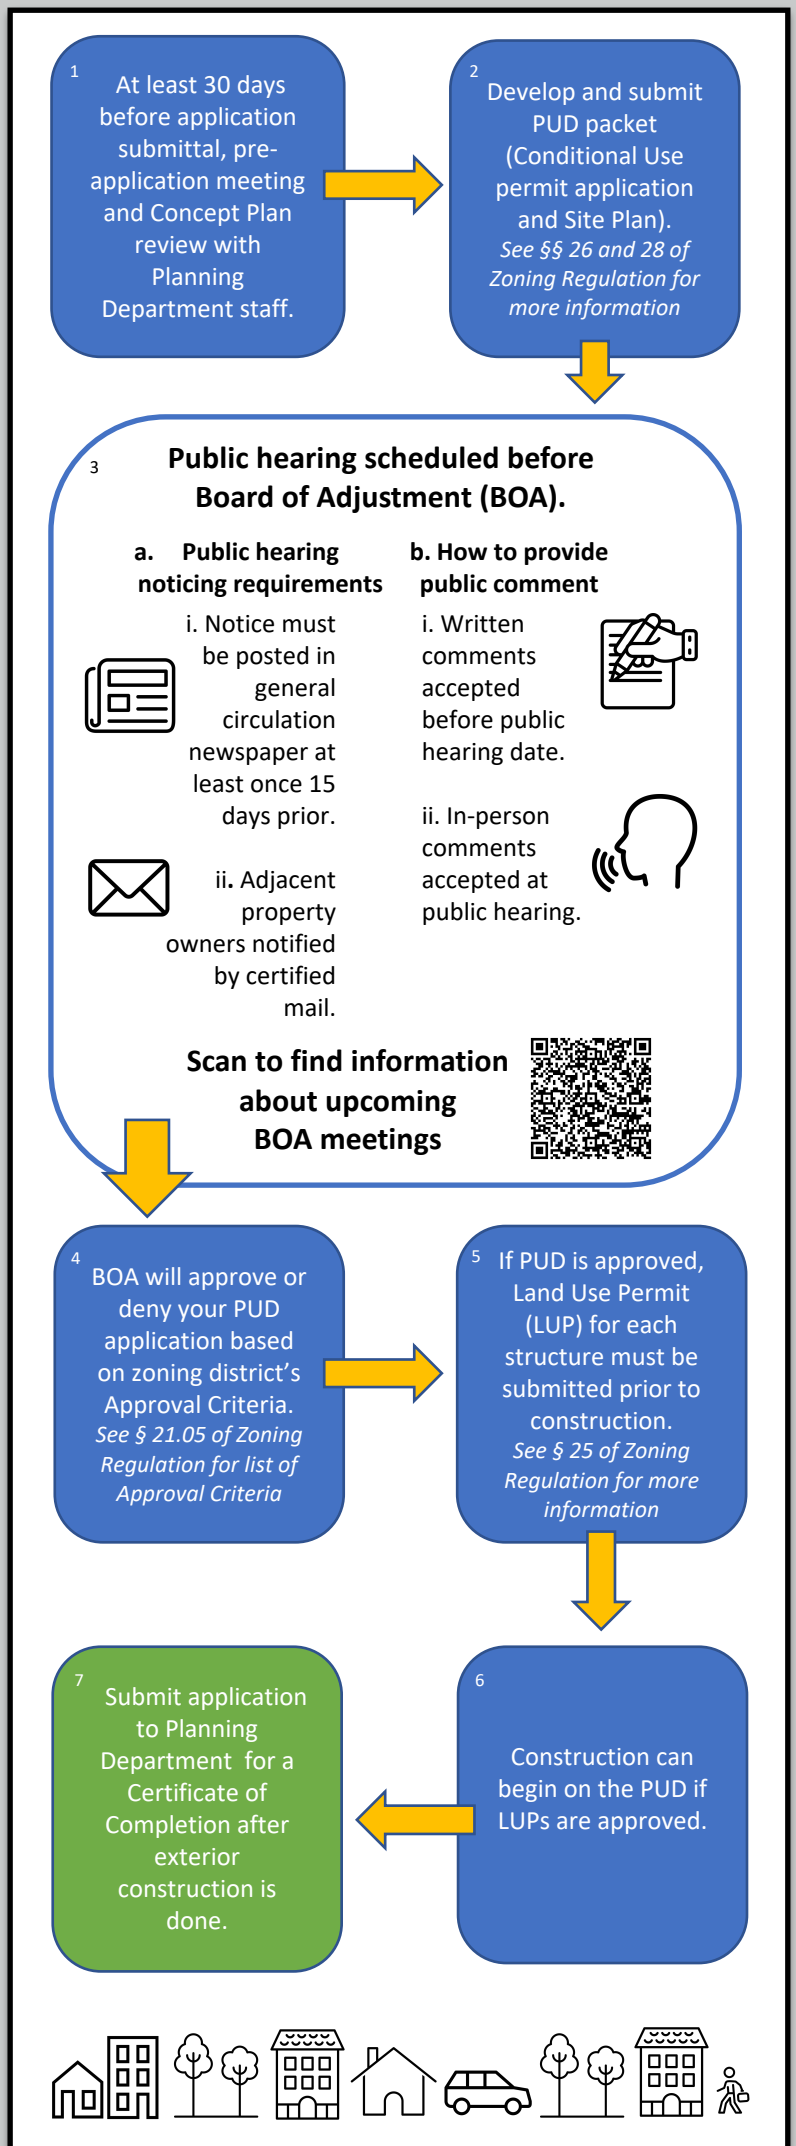 1
At least 30 days
before application
submittal, pre-
application meeting
and Concept Plan
review with
Planning
Department staff.
2
Develop and submit
PUD packet
(Conditional Use
permit application
and Site Plan).
See §§ 26 and 28 of
Zoning Regulation for
more information
3
Public hearing scheduled before
Board of Adjustment (BOA).
a. Public hearing
noticing requirements
i. Notice must
be posted in
general
circulation
newspaper at
least once 15
days prior.
ii. Adjacent
property
owners notified
by certified
mail.
b. How to provide
public comment
i. Written
comments
accepted
before public
hearing date.
ii. In-person
comments
accepted at
public hearing.
Scan to find information
about upcoming
BOA meetings
4
BOA will approve or
deny your PUD
application based
on zoning district’s
Approval Criteria.
See § 21.05 of Zoning
Regulation for list of
Approval Criteria
5
If PUD is approved,
Land Use Permit
(LUP) for each
structure must be
submitted prior to
construction.
See § 25 of Zoning
Regulation for more
information
6
Construction can
begin on the PUD if
LUPs are approved.
7
Submit application
to Planning
Department for a
Certificate of
Completion after
exterior
construction is
done.